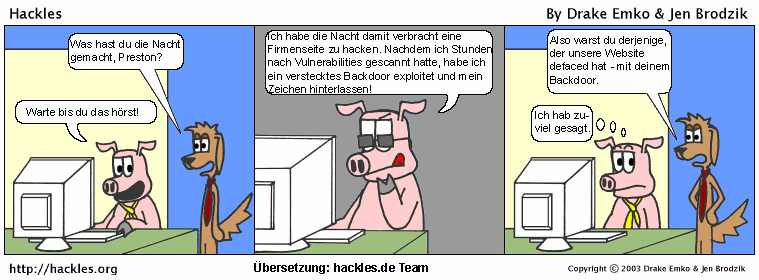 Hackles
By Drake Emko & Jen Brodzik
Was hast du die Nacht
gemacht, Preston?
Warte bis du das hörst!
Ich habe die Nacht damit verbracht eine
Firmenseite zu hacken. Nachdem ich Stunden
nach Vulnerabilities gescannt hatte, habe ich
ein verstecktes Backdoor exploitet und mein
Zeichen hinterlassen!
Also warst du derjenige,
der unsere Website
defaced hat - mit deinem
Backdoor.
Ich hab zu-
viel gesagt.
http://hackles.org
Übersetzung: hackles.de Team
Copyright © 2003 Drake Emko & Jen Brodzik